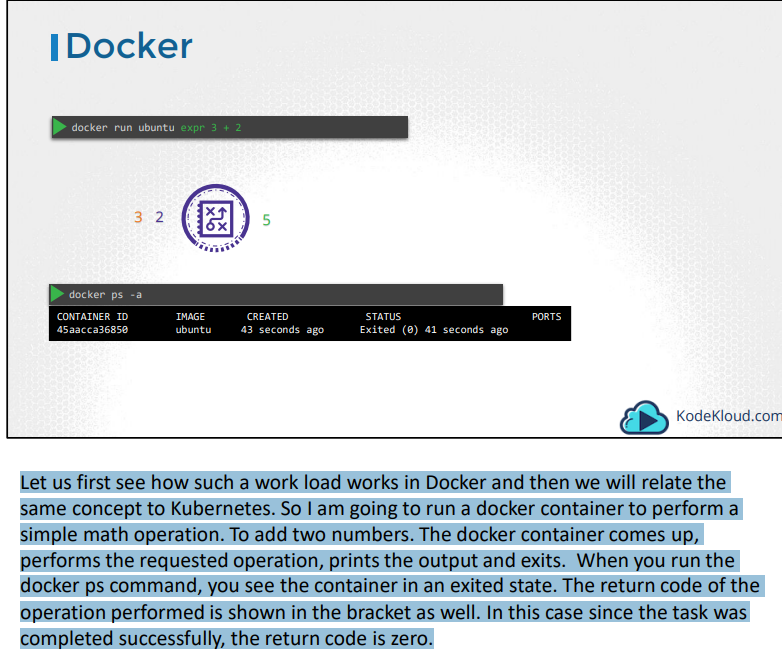 Docker
docker run ubuntu expr 3 + 2
3 2 5
docker ps -a
CONTAINER ID IMAGE CREATED STATUS PORTS
45aacca36850 ubuntu 43 seconds ago Exited (0) 41 seconds ago
KodeKloud.com
Let us first see how such a work load works in Docker and then we will relate the
same concept to Kubernetes. So I am going to run a docker container to perform a
simple math operation. To add two numbers. The docker container comes up,
performs the requested operation, prints the output and exits.  When you run the
docker ps command, you see the container in an exited state. The return code of the
operation performed is shown in the bracket as well. In this case since the task was
completed successfully, the return code is zero.